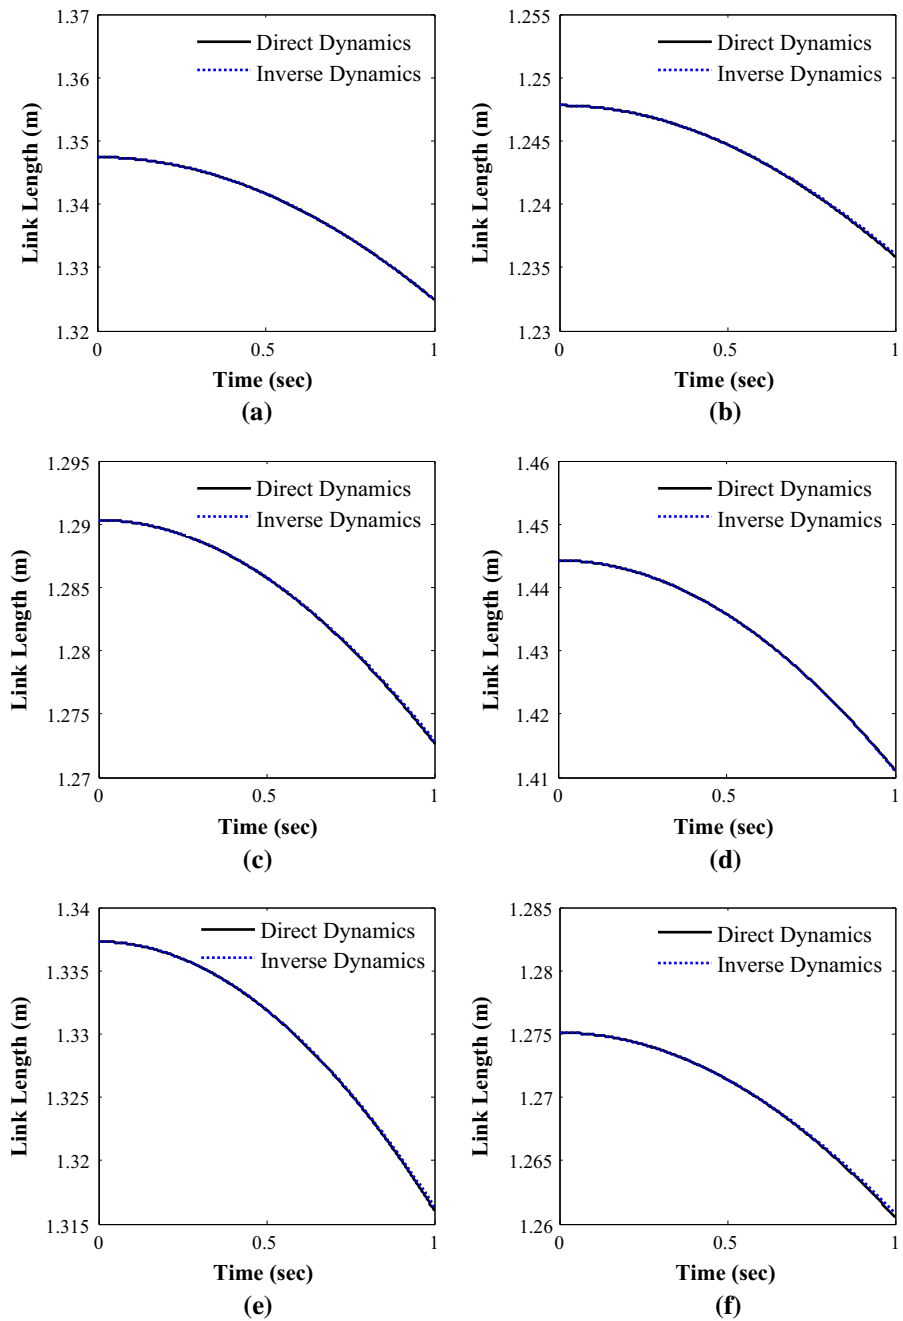 1.37
1.36
1.35
1.34
1.33
1.32
Link Length (m)
Direct Dynamics
Inverse Dynamics
0 0.5 1
Time (sec)
(a)
1.255
1.25
1.245
1.24
1.235
1.23
Link Length (m)
Direct Dynamics
Inverse Dynamics
0 0.5 1
Time (sec)
(b)
1.295
1.29
1.285
1.28
1.275
1.27
Link Length (m)
Direct Dynamics
Inverse Dynamics
0 0.5 1
Time (sec)
(c)
1.46
1.45
1.44
1.43
1.42
1.41
Link Length (m)
Direct Dynamics
Inverse Dynamics
0 0.5 1
Time (sec)
(d)
1.34
1.335
1.33
1.325
1.32
1.315
Link Length (m)
Direct Dynamics
Inverse Dynamics
0 0.5 1
Time (sec)
(e)
1.285
1.28
1.275
1.27
1.265
1.26
Link Length (m)
Direct Dynamics
Inverse Dynamics
0 0.5 1
Time (sec)
(f)